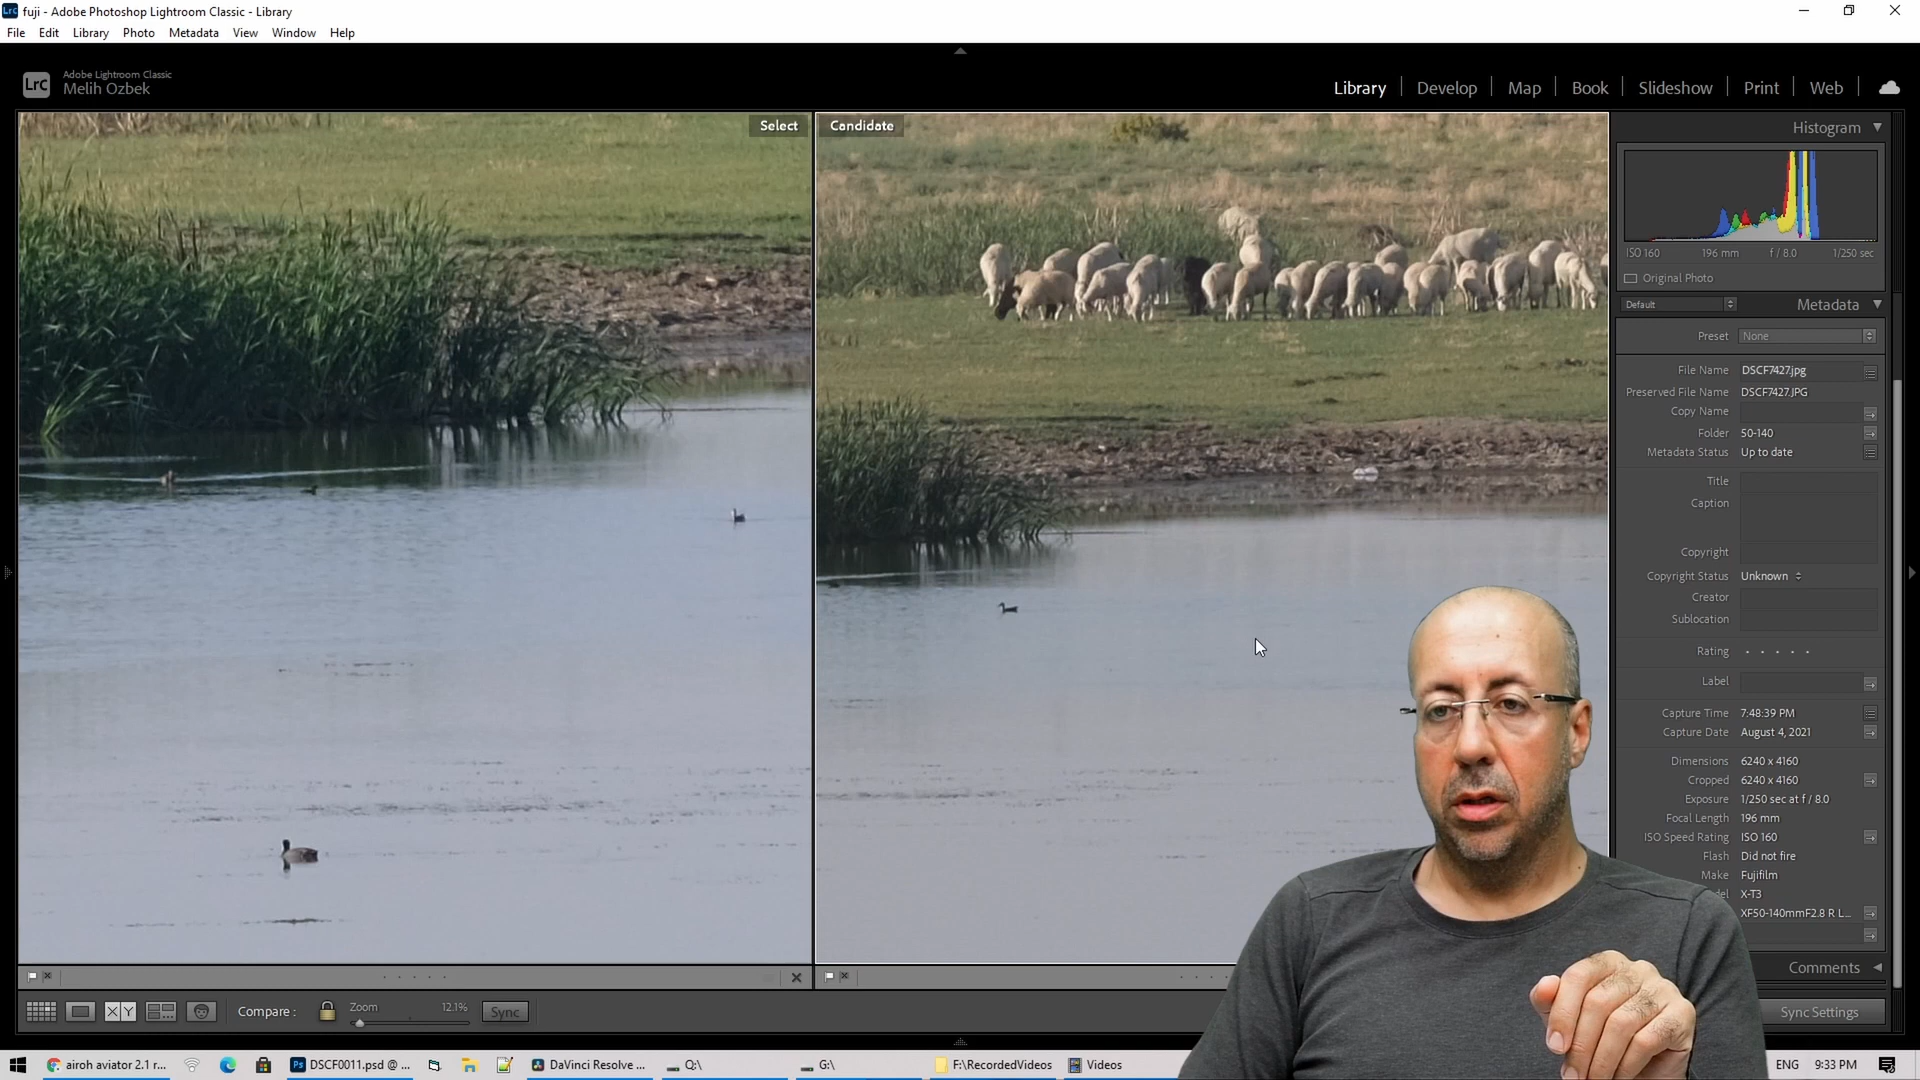 fuji - Adobe Photoshop Lightroom Classic - Library
File Edit Library Photo Metadata View Window Help
LrC
Adobe Lightroom Classic
Melih Ozbek
Library Develop Map Book Slideshow Print Web
Select
Candidate
Histogram
ISO 160 196 mm f / 8.0 1/250 sec
Original Photo
Default Metadata
Preset None
File Name DSCF7427.jpg
Preserved File Name DSCF7427.JPG
Copy Name
Folder 50-140
Metadata Status Up to date
Title
Caption
Copyright
Copyright Status Unknown
Creator
Sublocation
Rating
Label
Capture Time 7:48:39 PM
Capture Date August 4, 2021
Dimensions 6240 x 4160
Cropped 6240 x 4160
Exposure 1/250 sec at f / 8.0
Focal Length 196 mm
ISO Speed Rating ISO 160
Flash Did not fire
Make Fujifilm
X-T3
XF50-140mmF2.8 R L...
Comments
XY Compare : Zoom 12.1% Sync
Sync Settings
airoh aviator 2.1 r... DSCF0011.psd @ ... DaVinci Resolve ... Q:\ G:\ F:\RecordedVideos Videos ENG 9:33 PM